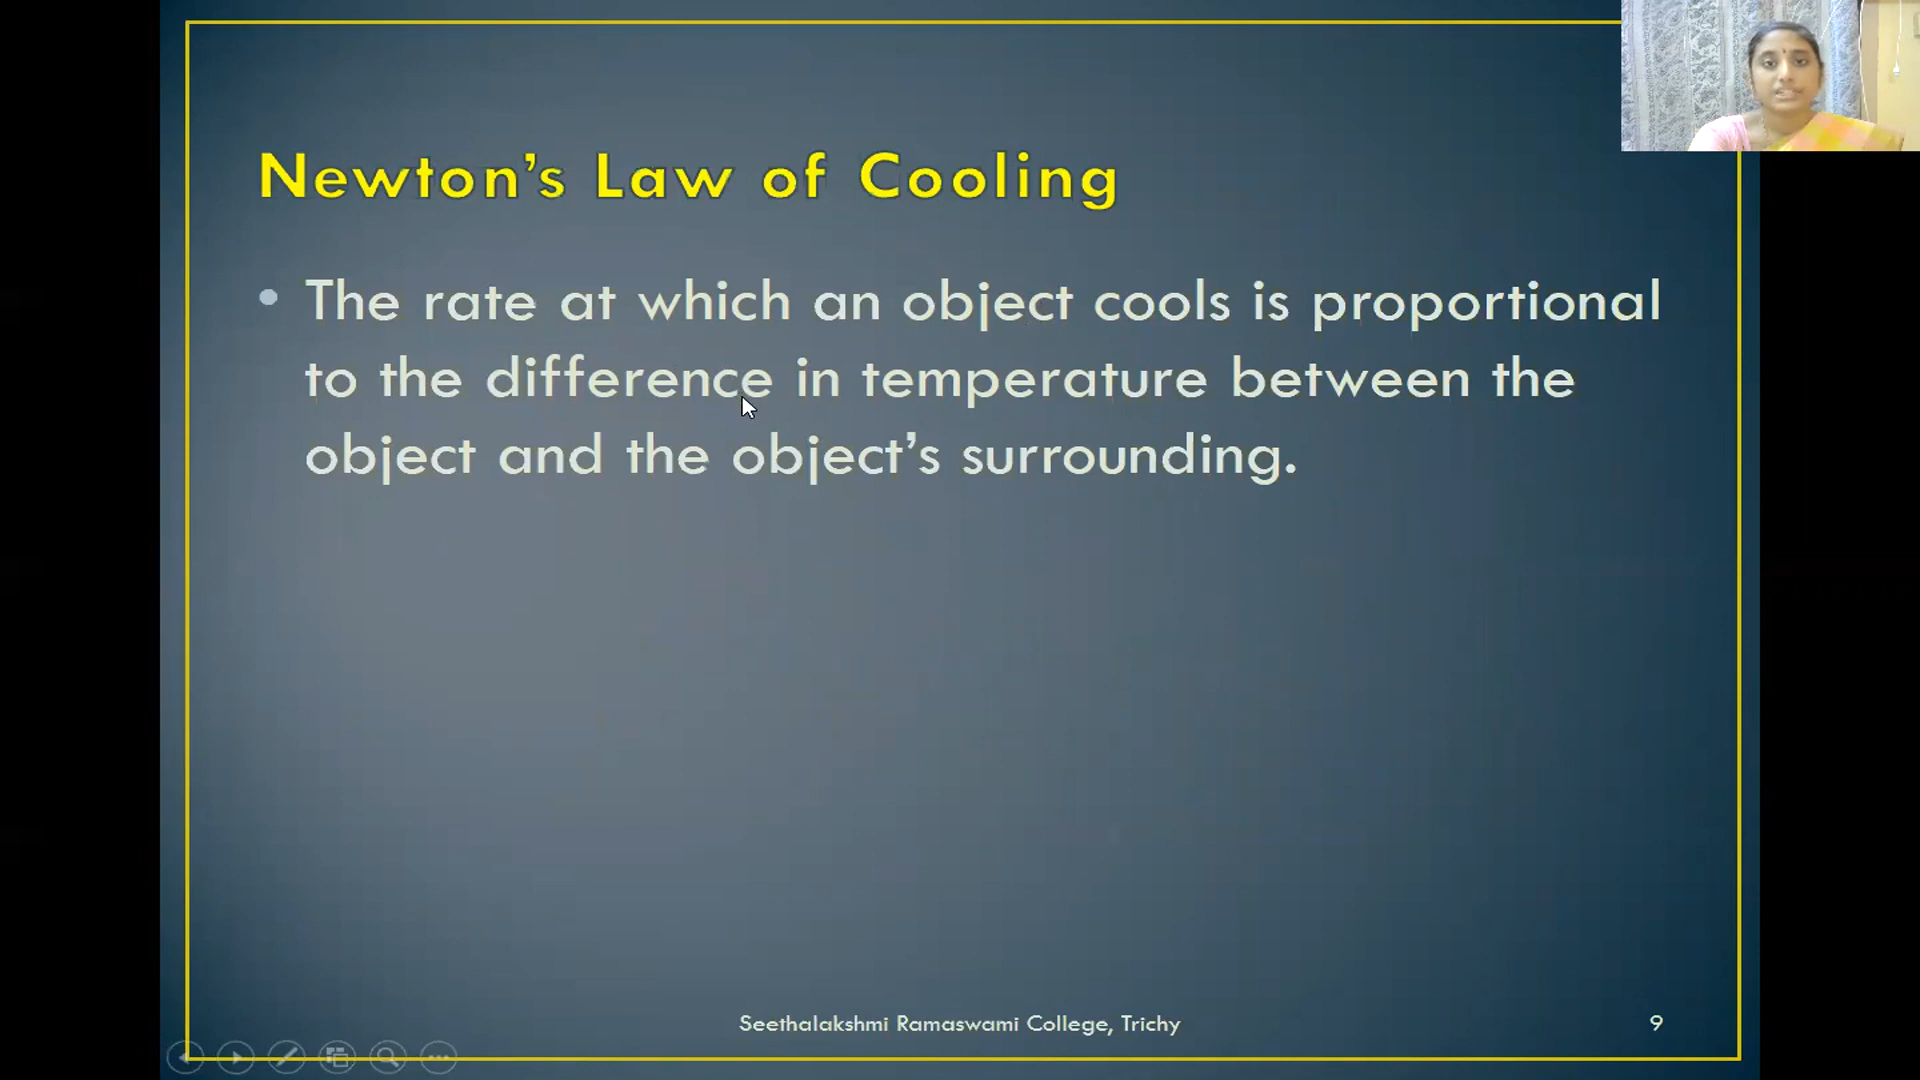 Newton’s Law of Cooling
• The rate at which an object cools is proportional
to the difference in temperature between the
object and the object’s surrounding.
Seethalakshmi Ramaswami College, Trichy
9